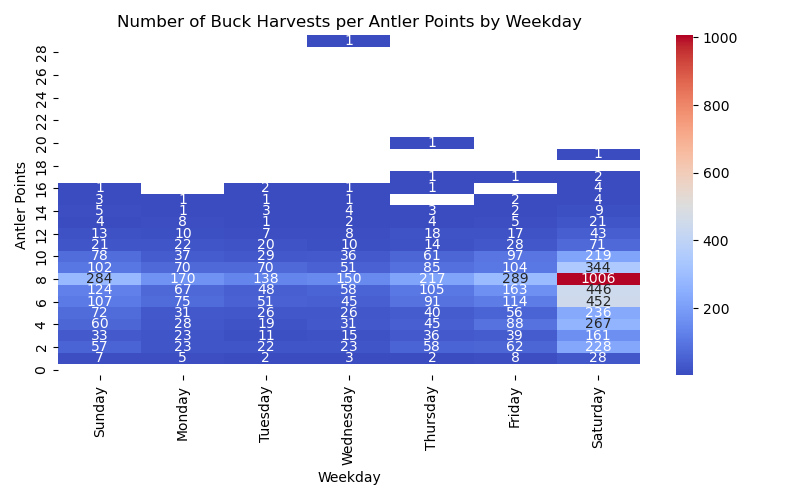 Number of Buck Harvests per Antler Points by Weekday
1
1
1
1 1 2
1 2 1 1 4
3 1 1 1 2 4
5 1 3 4 3 2 9
4 8 1 2 4 5 21
13 10 7 8 18 17 43
21 22 20 10 14 28 71
78 37 29 36 61 97 219
102 70 70 51 85 104 344
284 170 138 150 217 289 1006
124 67 48 58 105 163 446
107 75 51 45 91 114 452
72 31 26 26 40 56 236
60 28 19 31 45 88 267
33 23 11 15 36 39 161
57 23 22 23 58 62 228
7 5 2 3 2 8 28
28
26
24
22
20
18
16
14
12
10
8
6
4
2
0
Antler Points
Sunday
Monday
Tuesday
Wednesday
Thursday
Friday
Saturday
Weekday
1000
800
600
400
200